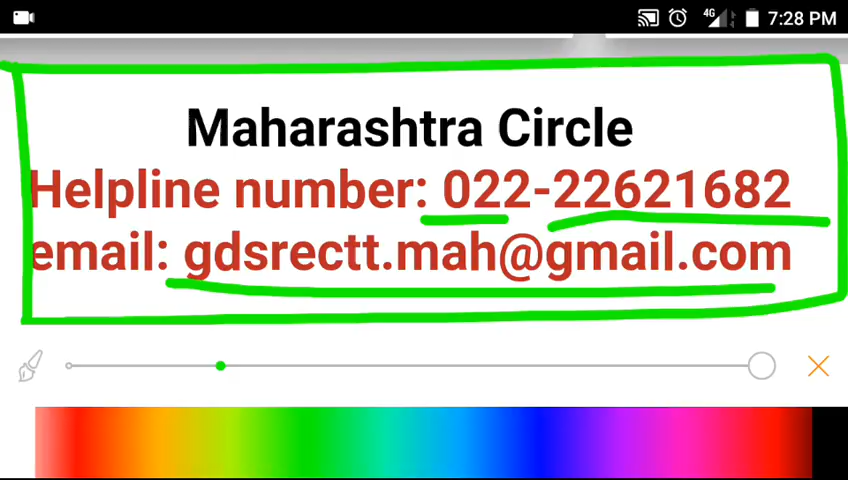 4G 7:28 PM
Maharashtra Circle
Helpline number: 022-22621682
email: gdsrectt.mah@gmail.com